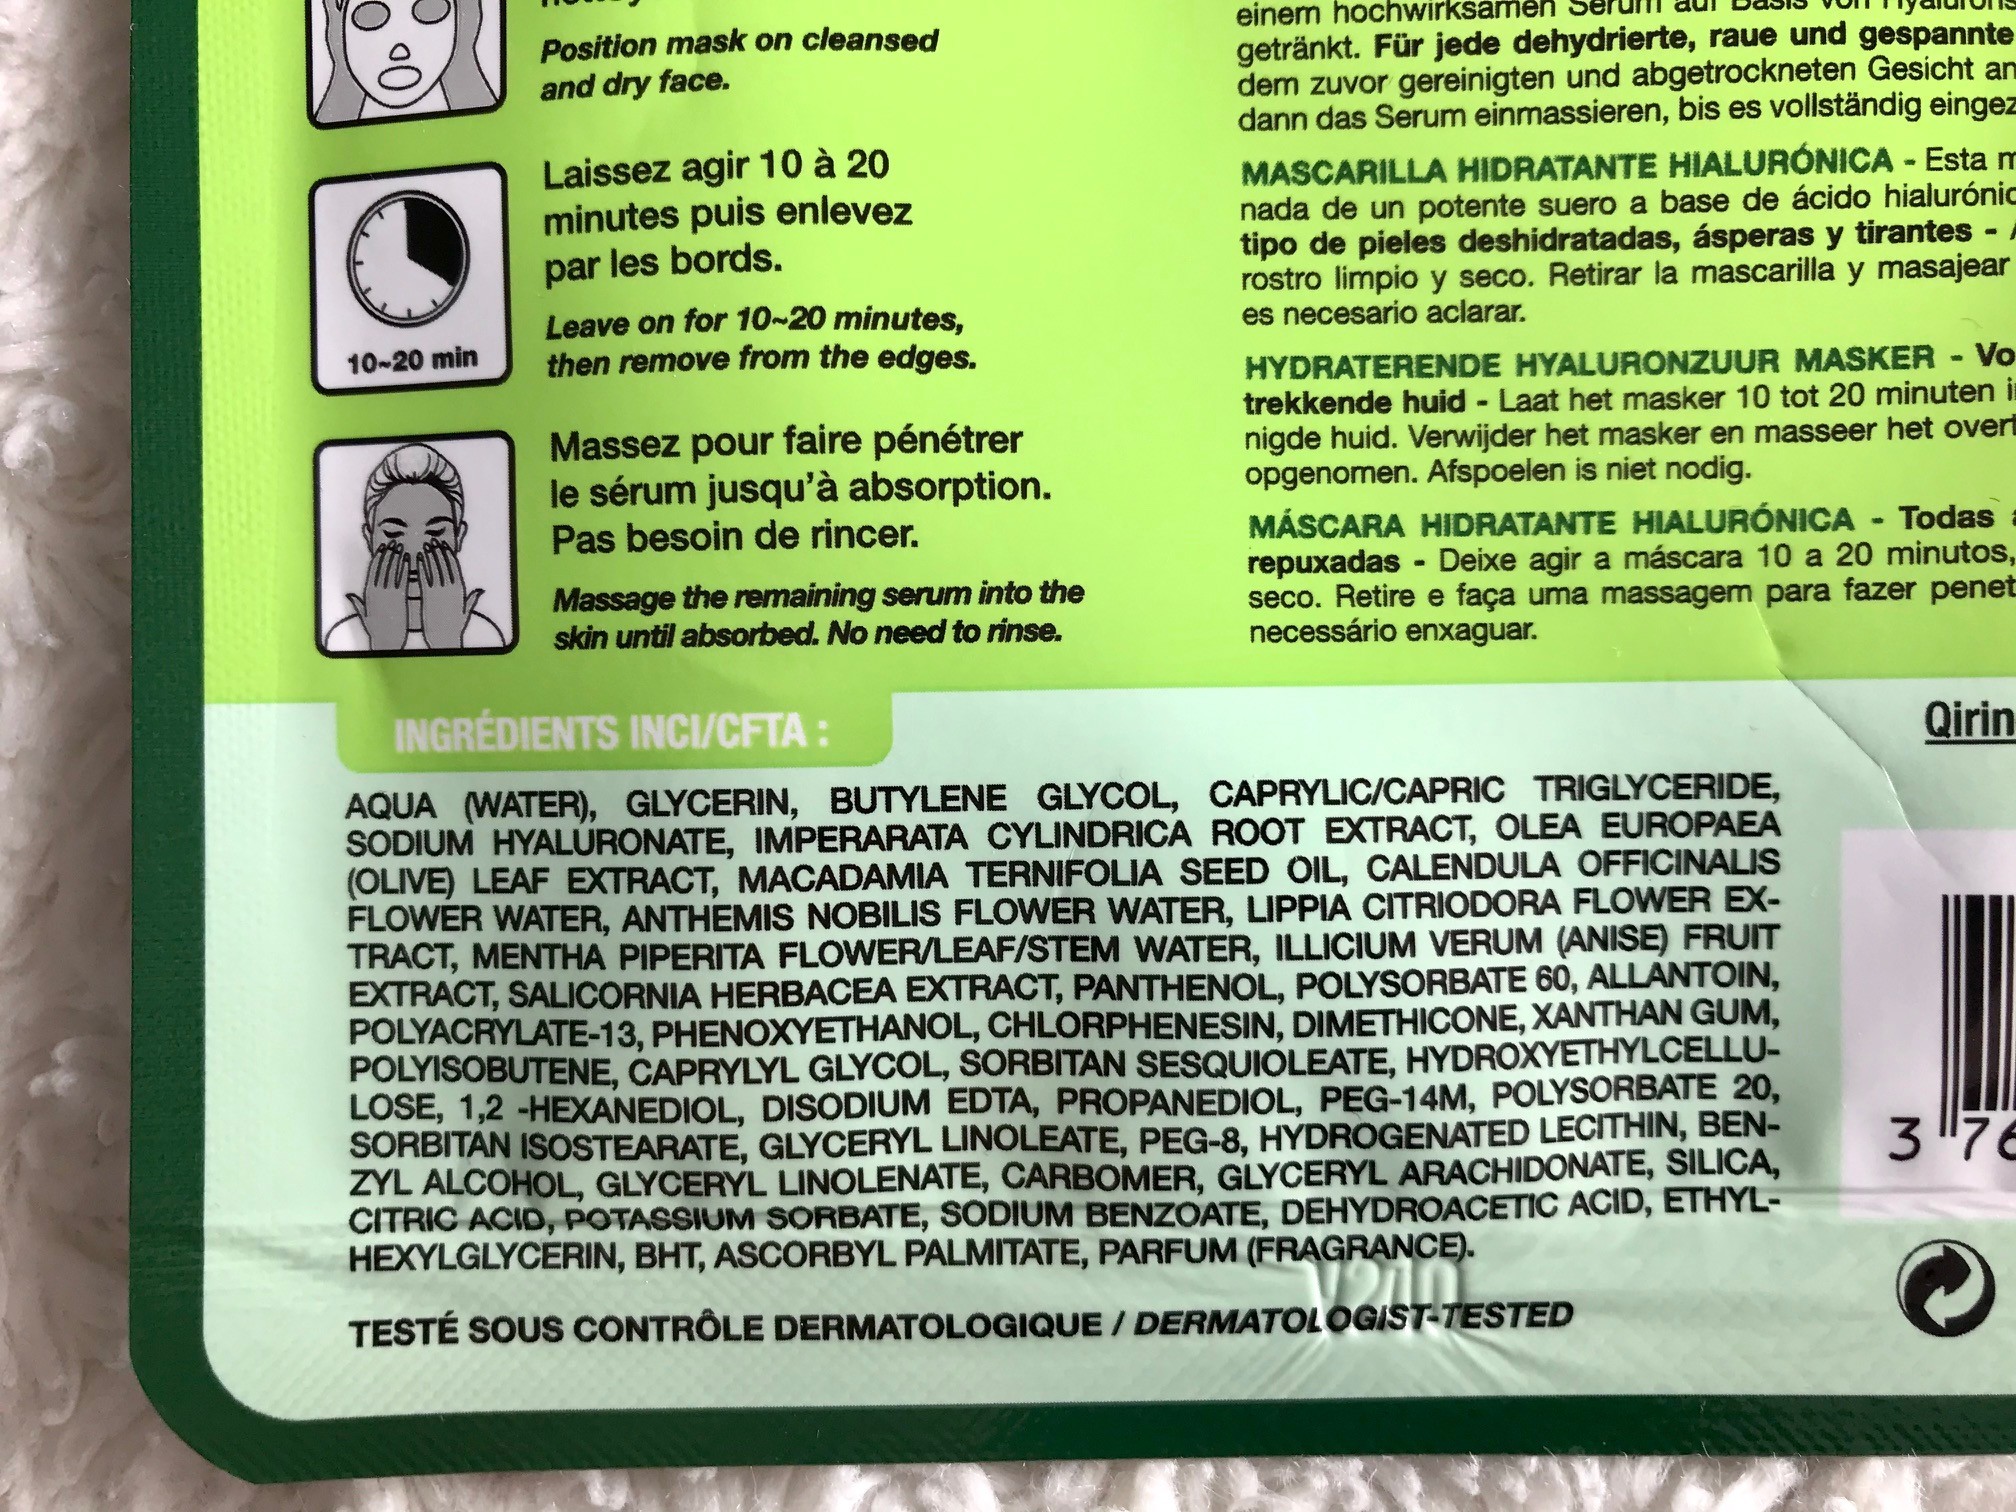 Position mask on cleansed
and dry face.
10~20 min
Laissez agir 10 à 20
minutes puis enlevez
par les bords.
Leave on for 10~20 minutes,
then remove from the edges.
Massez pour faire pénétrer
le sérum jusqu'à absorption.
Pas besoin de rincer.
Massage the remaining serum into the
skin until absorbed. No need to rinse.
einem hochwirksamen Serum auf Basis von
getränkt. Für jede dehydrierte, raue und gespannte
dem zuvor gereinigten und abgetrockneten Gesicht
dann das Serum einmassieren, bis es vollständig
MASCARILLA HIDRATANTE HIALURÓNICA - Esta
nada de un potente suero a base de ácido
tipo de pieles deshidratadas, ásperas y tirantes -
rostro limpio y seco. Retirar la mascarilla y masajear
es necesario aclarar.
HYDRATERENDE HYALURONZUUR MASKER -
trekkende huid - Laat het masker 10 tot 20 minuten
nigde huid. Verwijder het masker en masseer het
opgenomen. Afspoelen is niet nodig.
MÁSCARA HIDRATANTE HIALURÓNICA - Todas
repuxadas - Deixe agir a máscara 10 a 20 minutos,
seco. Retire e faça uma massagem para fazer
necessário enxaguar.
INGRÉDIENTS INCI/CFTA :
AQUA (WATER), GLYCERIN, BUTYLENE GLYCOL, CAPRYLIC/CAPRIC TRIGLYCERIDE,
SODIUM HYALURONATE, IMPERARATA CYLINDRICA ROOT EXTRACT, OLEA EUROPAEA
(OLIVE) LEAF EXTRACT, MACADAMIA TERNIFOLIA SEED OIL, CALENDULA OFFICINALIS
FLOWER WATER, ANTHEMIS NOBILIS FLOWER WATER, LIPPIA CITRIODORA FLOWER EX-
TRACT, MENTHA PIPERITA FLOWER/LEAF/STEM WATER, ILLICIUM VERUM (ANISE) FRUIT
EXTRACT, SALICORNIA HERBACEA EXTRACT, PANTHENOL, POLYSORBATE 60, ALLANTOIN,
POLYACRYLATE-13, PHENOXYETHANOL, CHLORPHENESIN, DIMETHICONE, XANTHAN GUM,
POLYISOBUTENE, CAPRYLYL GLYCOL, SORBITAN SESQUIOLEATE, HYDROXYETHYLCELLU-
LOSE, 1,2 -HEXANEDIOL, DISODIUM EDTA, PROPANEDIOL, PEG-14M, POLYSORBATE 20,
SORBITAN ISOSTEARATE, GLYCERYL LINOLEATE, PEG-8, HYDROGENATED LECITHIN, BEN-
ZYL ALCOHOL, GLYCERYL LINOLENATE, CARBOMER, GLYCERYL ARACHIDONATE, SILICA,
CITRIC ACID, POTASSIUM SORBATE, SODIUM BENZOATE, DEHYDROACETIC ACID, ETHYL-
HEXYLGLYCERIN, BHT, ASCORBYL PALMITATE, PARFUM (FRAGRANCE).
TESTÉ SOUS CONTRÔLE DERMATOLOGIQUE / DERMATOLOGIST-TESTED
Qirin
3 76